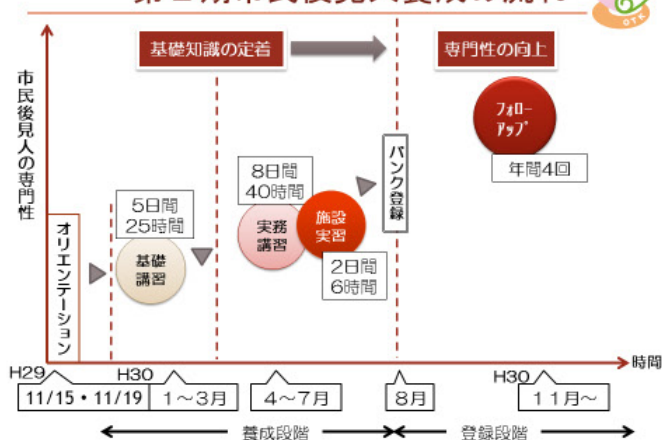 基礎知識の定着
専門性の向上
市民後見人の専門性
フォロー
アップ
年間4回
バンク登録
8日間
40時間
実務
講習
施設
実習
2日間
6時間
5日間
25時間
基礎
講習
オリエンテーション
時間
H29
H30
H30
11/15・11/19
1～3月
4～7月
8月
11月～
養成段階
登録段階
OTK